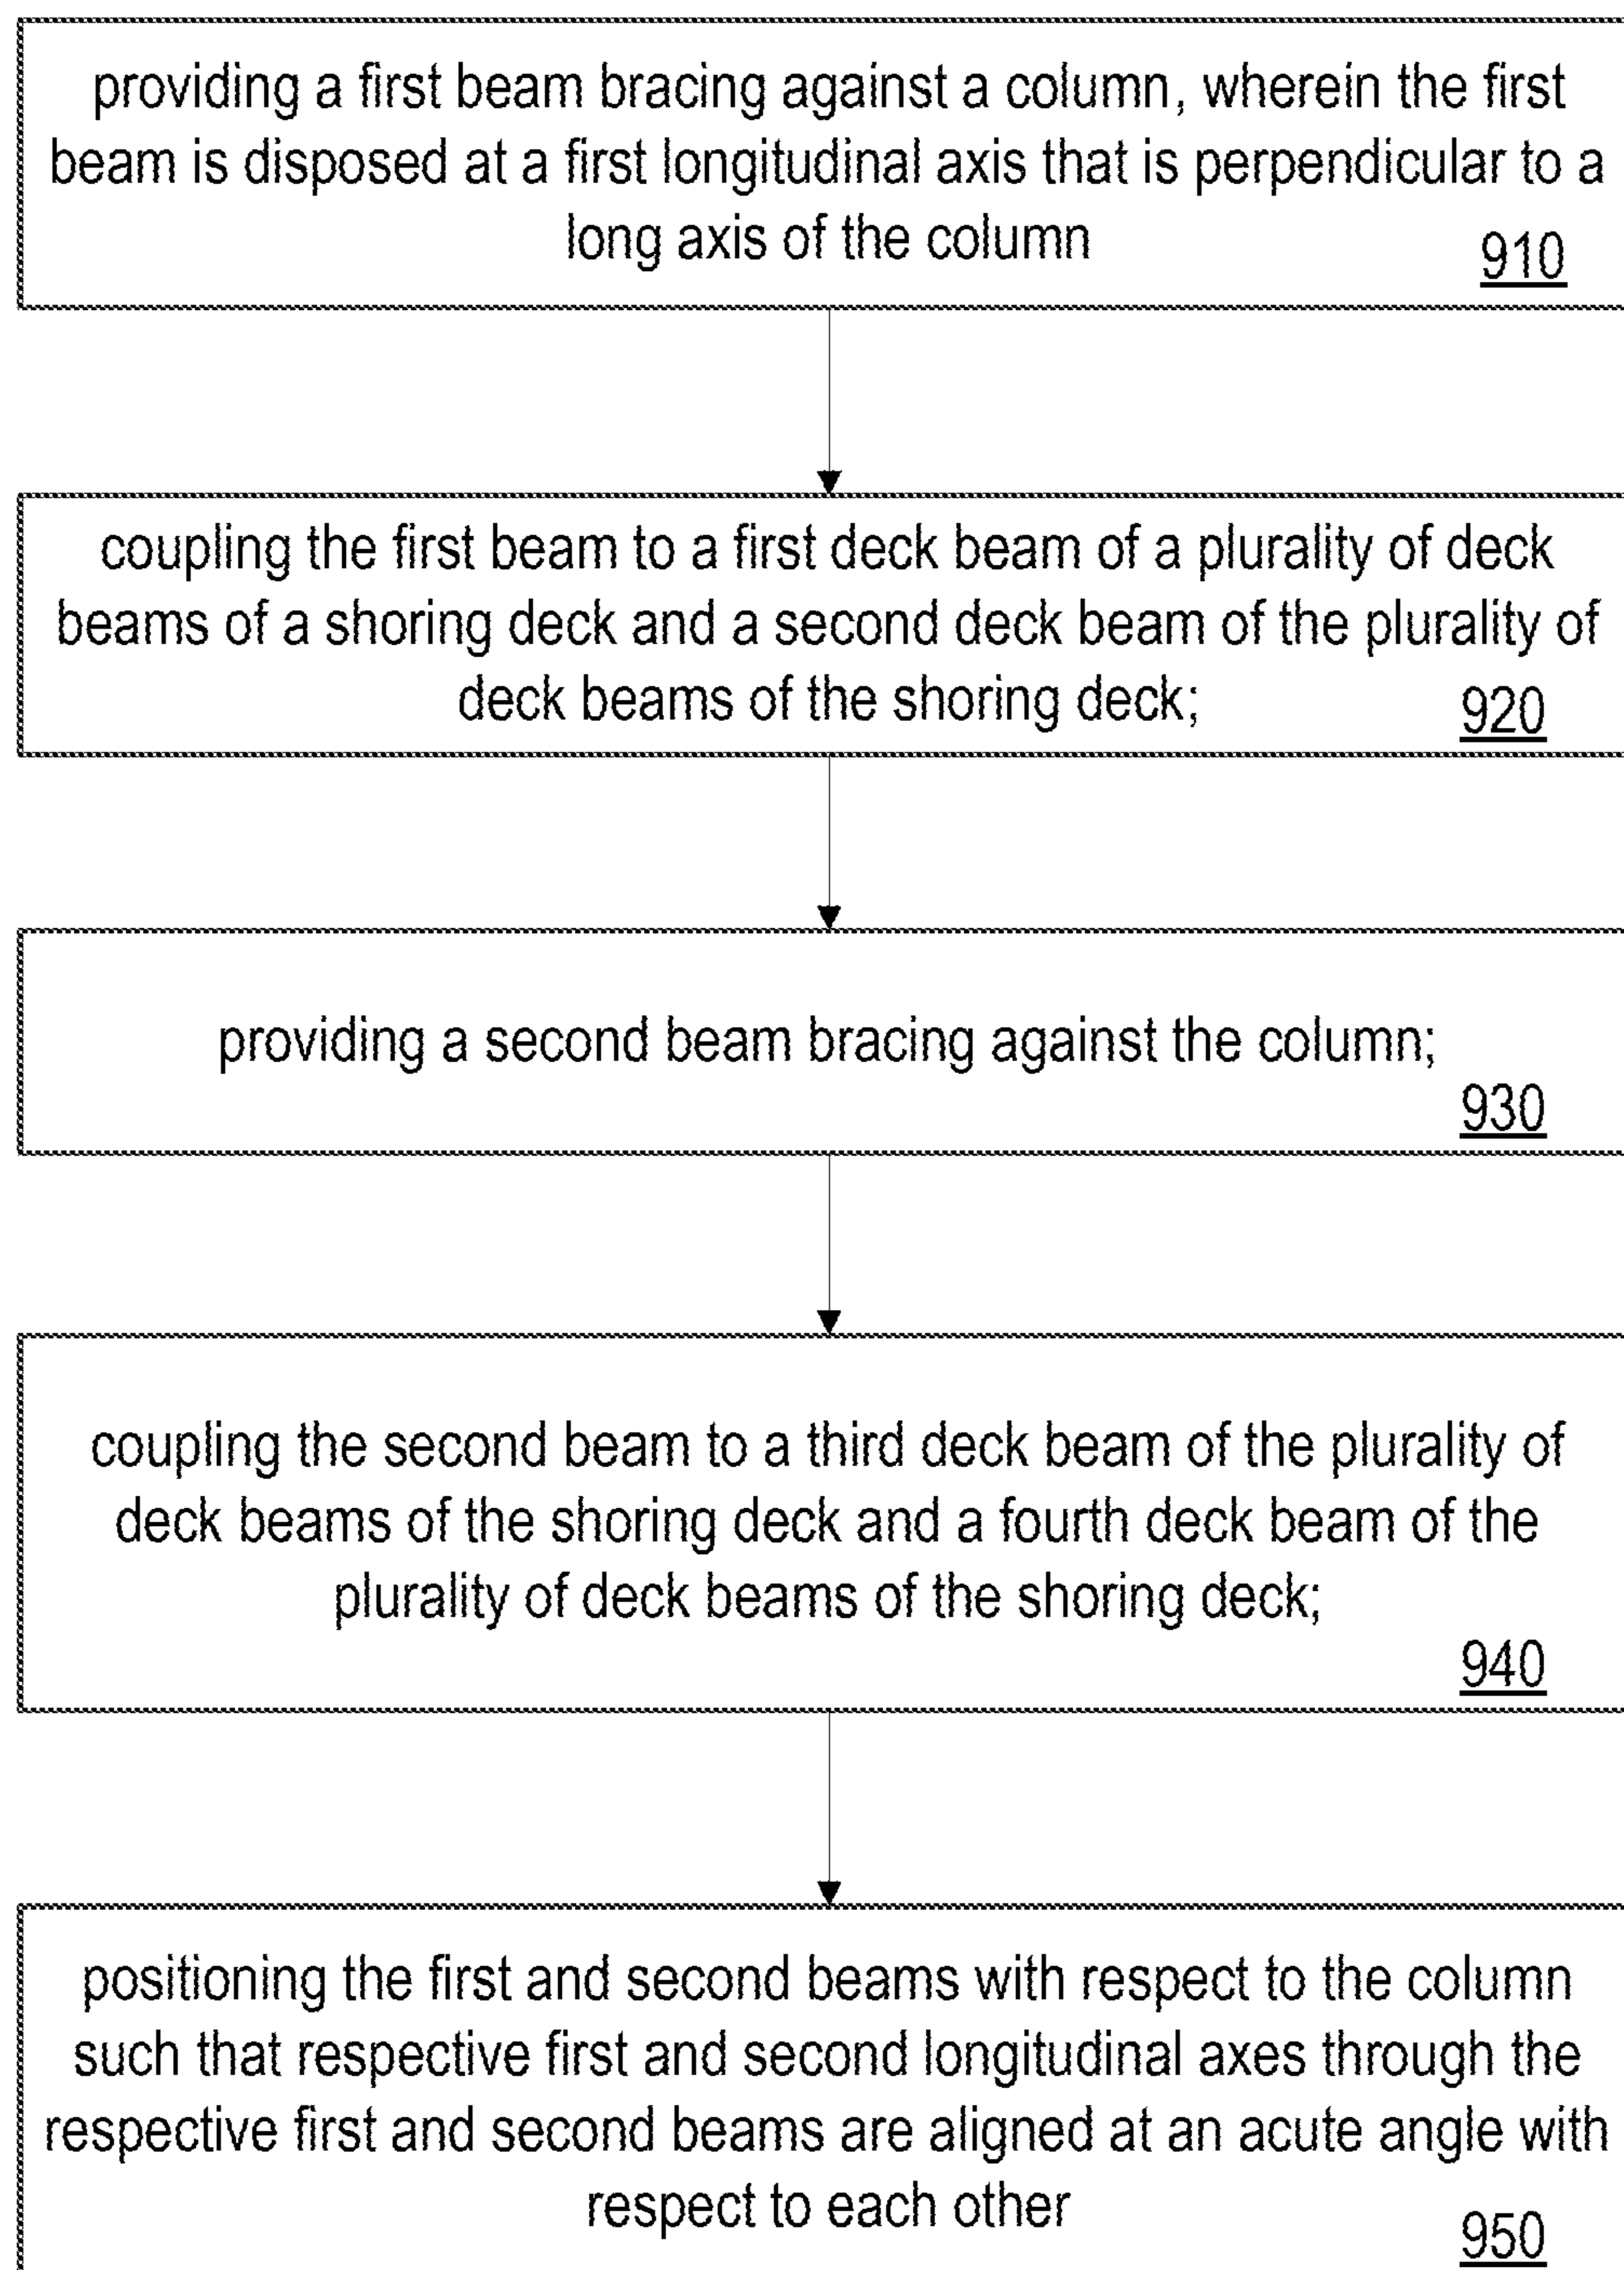 providing a first beam bracing against a column, wherein the first
beam is disposed at a first longitudinal axis that is perpendicular to a
long axis of the column
910
coupling the first beam to a first deck beam of a plurality of deck
beams of a shoring deck and a second deck beam of the plurality of
deck beams of the shoring deck;
920
providing a second beam bracing against the column;
930
coupling the second beam to a third deck beam of the plurality of
deck beams of the shoring deck and a fourth deck beam of the
plurality of deck beams of the shoring deck;
940
positioning the first and second beams with respect to the column
such that respective first and second longitudinal axes through the
respective first and second beams are aligned at an acute angle with
respect to each other
950